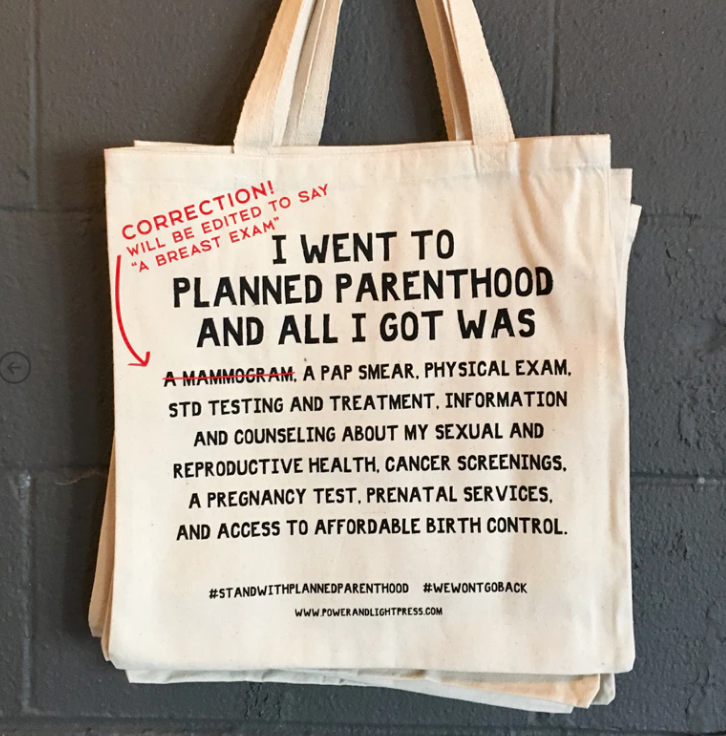 CORRECTION!
WILL BE EDITED TO SAY
"A BREAST EXAM"
I WENT TO
PLANNED PARENTHOOD
AND ALL I GOT WAS
A MAMMOGRAM, A PAP SMEAR, PHYSICAL EXAM,
STD TESTING AND TREATMENT, INFORMATION
AND COUNSELING ABOUT MY SEXUAL AND
REPRODUCTIVE HEALTH, CANCER SCREENINGS,
A PREGNANCY TEST, PRENATAL SERVICES,
AND ACCESS TO AFFORDABLE BIRTH CONTROL.
#STANDWITHPLANNEDPARENTHOOD #WEWONTGOBACK
WWW.POWERANDLIGHTPRESS.COM